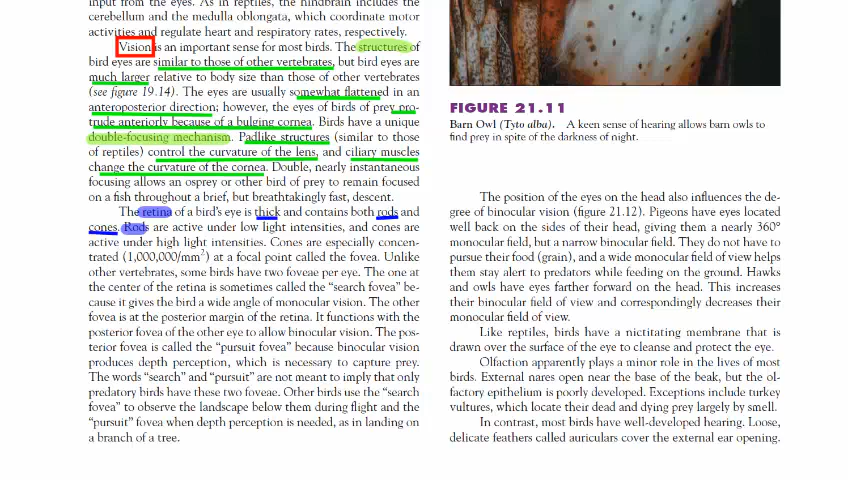 input from the eyes. As in reptiles, the hindbrain includes the
cerebellum and the medulla oblongata, which coordinate motor
activities and regulate heart and respiratory rates, respectively.
Vision is an important sense for most birds. The structures of
bird eyes are similar to those of other vertebrates, but bird eyes are
much larger relative to body size than those of other vertebrates
(see figure 19.14). The eyes are usually somewhat flattened in an
anteroposterior direction; however, the eyes of birds of prey pro-
trude anteriorly because of a bulging cornea. Birds have a unique
double-focusing mechanism. Padlike structures (similar to those
of reptiles) control the curvature of the lens, and ciliary muscles
change the curvature of the cornea. Double, nearly instantaneous
focusing allows an osprey or other bird of prey to remain focused
on a fish throughout a brief, but breathtakingly fast, descent.
The retina of a bird's eye is thick and contains both rods and
cones. Rods are active under low light intensities, and cones are
active under high light intensities. Cones are especially concen-
trated (1,000,000/mm²) at a focal point called the fovea. Unlike
other vertebrates, some birds have two foveae per eye. The one at
the center of the retina is sometimes called the "search fovea" be-
cause it gives the bird a wide angle of monocular vision. The other
fovea is at the posterior margin of the retina. It functions with the
posterior fovea of the other eye to allow binocular vision. The pos-
terior fovea is called the "pursuit fovea" because binocular vision
produces depth perception, which is necessary to capture prey.
The words "search" and "pursuit" are not meant to imply that only
predatory birds have these two foveae. Other birds use the "search
fovea" to observe the landscape below them during flight and the
"pursuit" fovea when depth perception is needed, as in landing on
a branch of a tree.
FIGURE 21.11
Barn Owl (Tyto alba). A keen sense of hearing allows barn owls to
find prey in spite of the darkness of night.
The position of the eyes on the head also influences the de-
gree of binocular vision (figure 21.12). Pigeons have eyes located
well back on the sides of their head, giving them a nearly 360°
monocular field, but a narrow binocular field. They do not have to
pursue their food (grain), and a wide monocular field of view helps
them stay alert to predators while feeding on the ground. Hawks
and owls have eyes farther forward on the head. This increases
their binocular field of view and correspondingly decreases their
monocular field of view.
Like reptiles, birds have a nictitating membrane that is
drawn over the surface of the eye to cleanse and protect the eye.
Olfaction apparently plays a minor role in the lives of most
birds. External nares open near the base of the beak, but the ol-
factory epithelium is poorly developed. Exceptions include turkey
vultures, which locate their dead and dying prey largely by smell.
In contrast, most birds have well-developed hearing. Loose,
delicate feathers called auriculars cover the external ear opening.